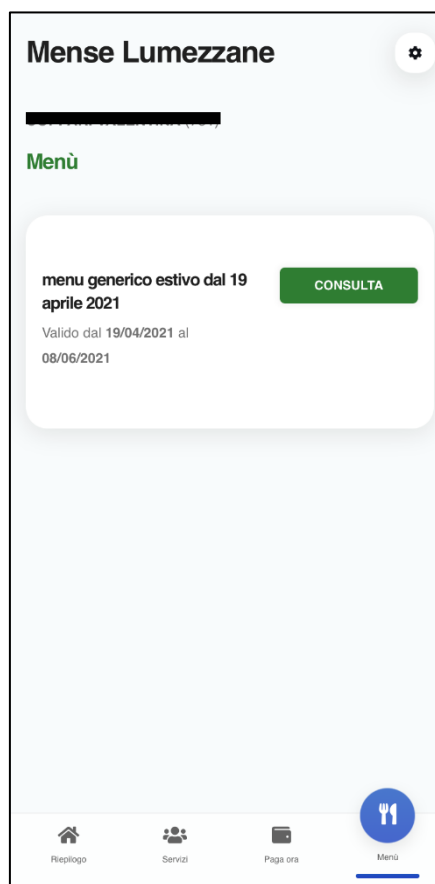 Mense Lumezzane
Menù
menu generico estivo dal 19
aprile 2021
CONSULTA
Valido dal 19/04/2021 al
08/06/2021
Riepilogo
Servizi
Paga ora
Menù